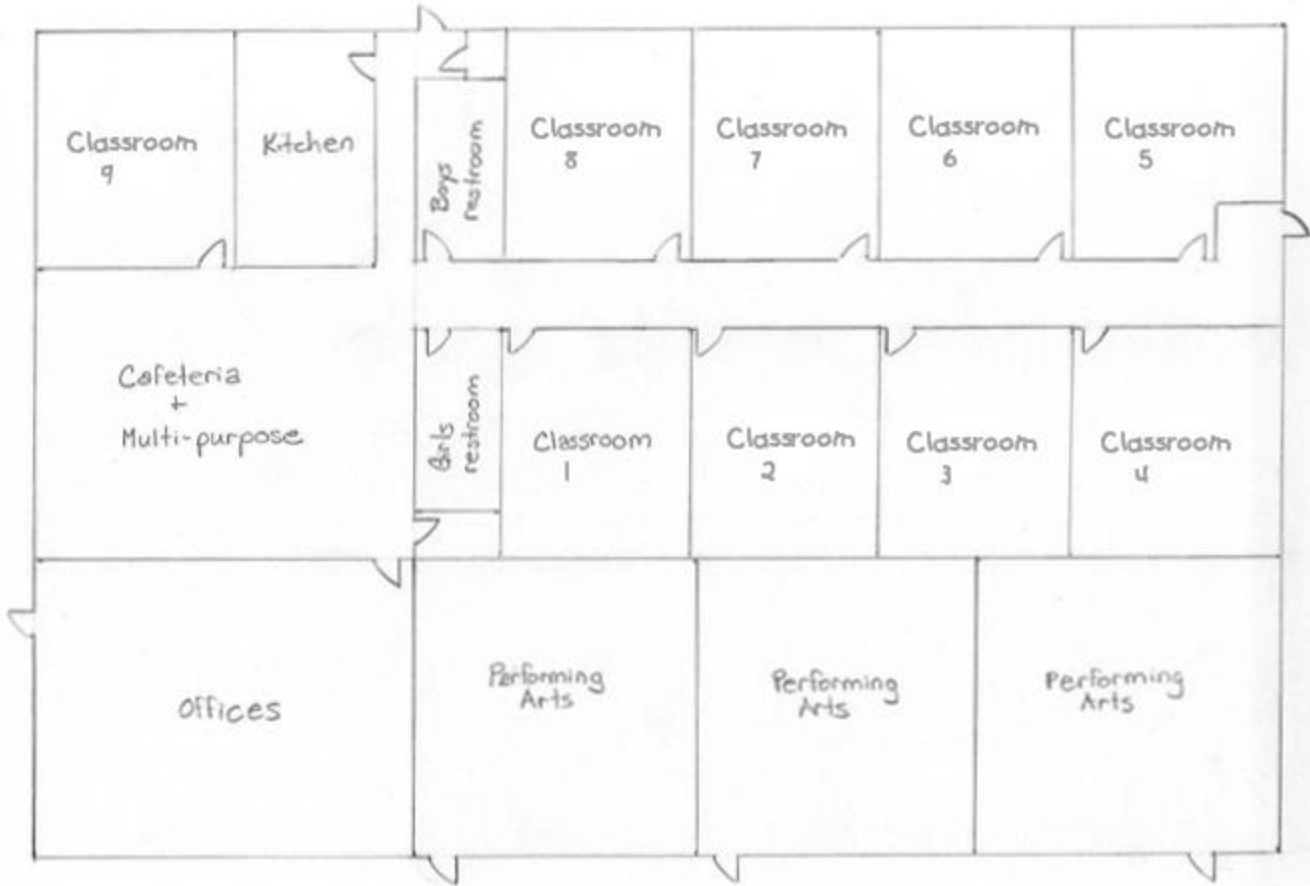 Classroom
9
Kitchen
Boys
restroom
Classroom
8
Classroom
7
Classroom
6
Classroom
5
Cafeteria
+
Multi-purpose
Girls
restroom
Classroom
1
Classroom
2
Classroom
3
Classroom
4
Offices
Performing
Arts
Performing
Arts
Performing
Arts